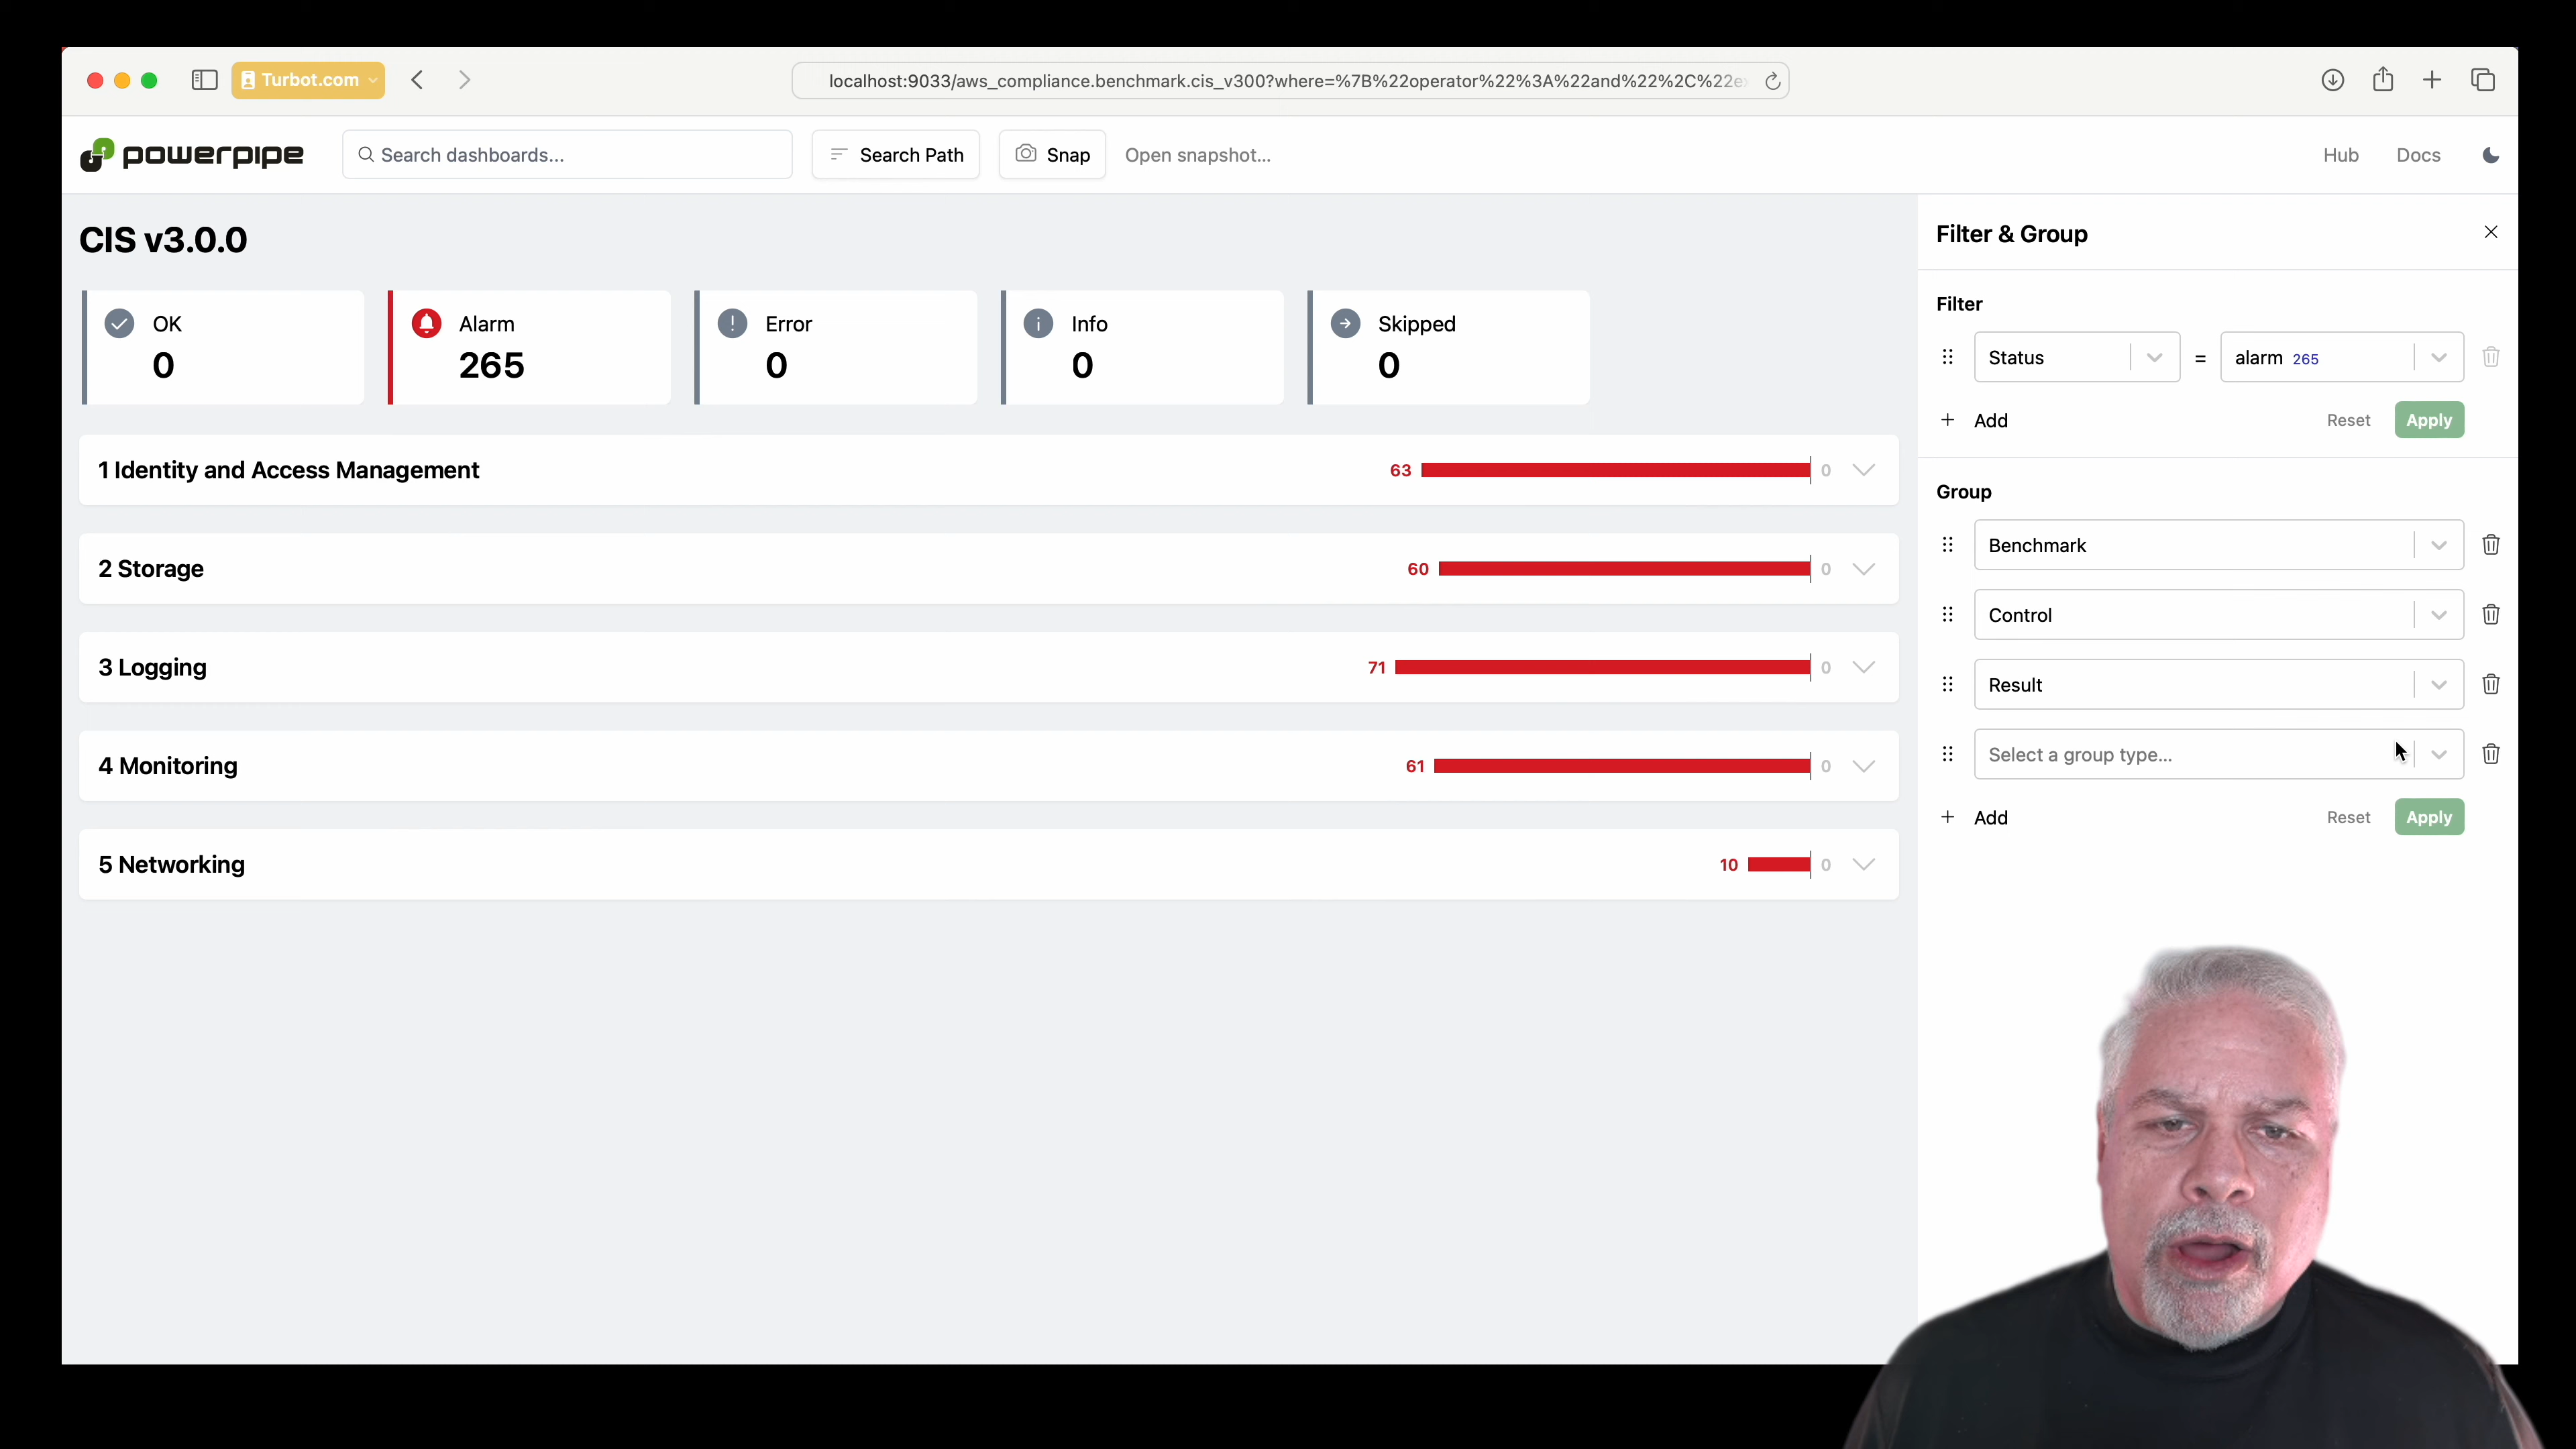 Turbot.com
localhost:9033/aws_compliance.benchmark.cis_v300?where=%7B%22operator%22%3A%22and%22%2C%22e
powerpipe
Search dashboards...
Search Path
Snap
Open snapshot...
Hub
Docs
CIS v3.0.0
OK
0
Alarm
265
Error
0
Info
0
Skipped
0
1 Identity and Access Management
63
0
2 Storage
60
0
3 Logging
71
0
4 Monitoring
61
0
5 Networking
10
0
Filter & Group
Filter
Status
=
alarm 265
+ Add
Reset
Apply
Group
Benchmark
Control
Result
Select a group type...
+ Add
Reset
Apply